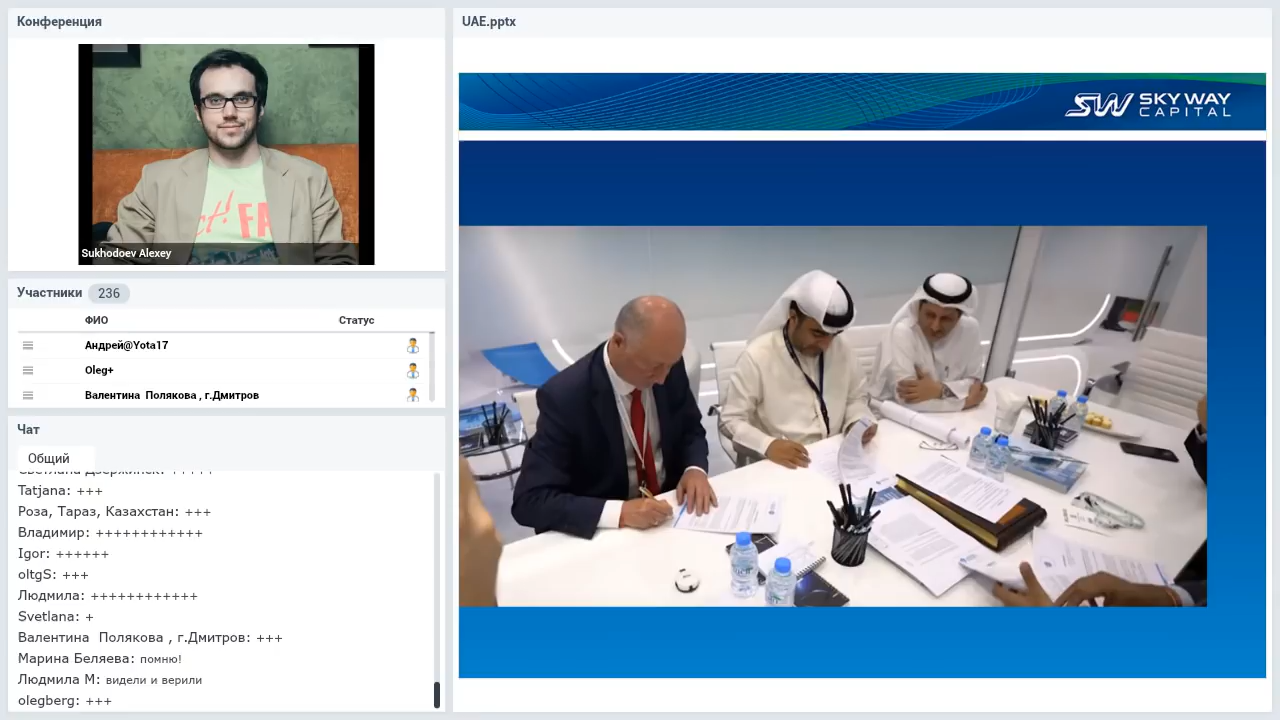 Конференция
Sukhodoev Alexey
Участники 236
ФИО Статус
Андрей@Yota17
Oleg+
Валентина Полякова , г.Дмитров
Чат
Общий
Tatjana: +++
Роза, Тараз, Казахстан: +++
Владимир: ++++++++++++
Igor: ++++++
oltgS: +++
Людмила: ++++++++++++
Svetlana: +
Валентина Полякова , г.Дмитров: +++
Марина Беляева: помню!
Людмила М: видели и верили
olegberg: +++
UAE.pptx
SW SKY WAY
CAPITAL